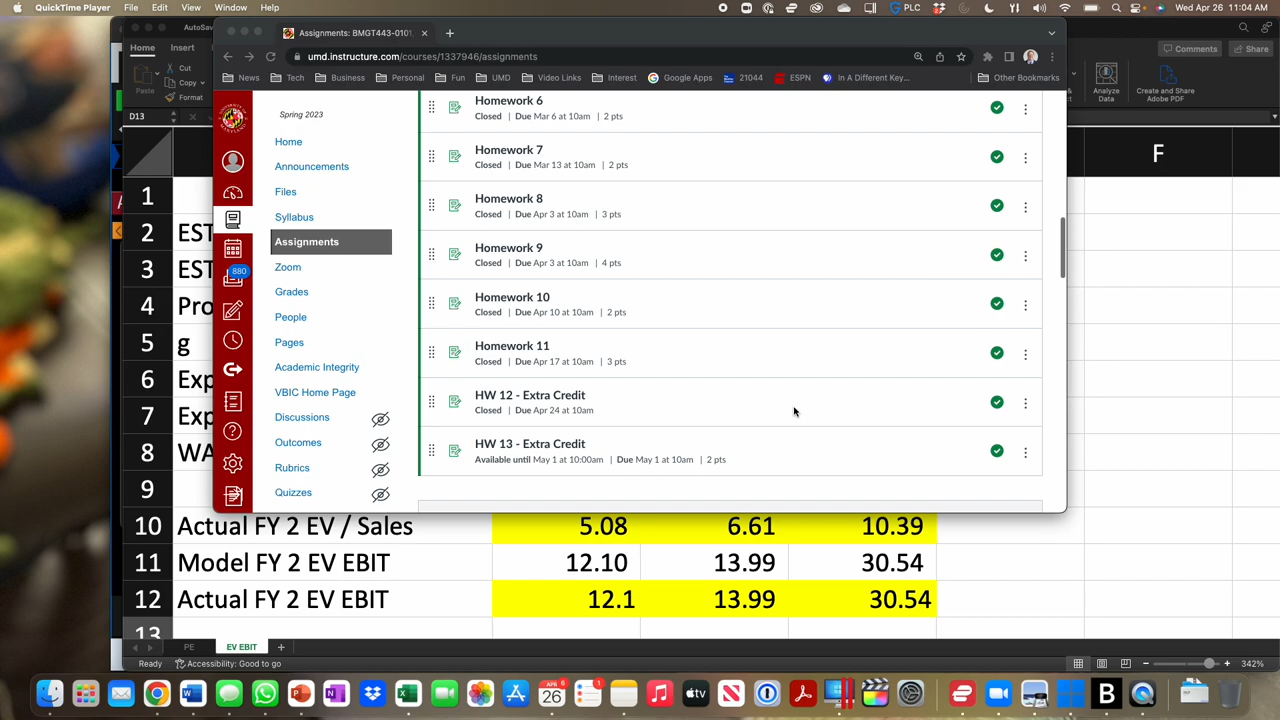 QuickTime Player File Edit View Window Help PLC Wed Apr 26 11:04 AM
AutoSav
Assignments: BMGT443-0101,
umd.instructure.com/courses/1337946/assignments
News Tech Business Personal Fun UMD Video Links Interest Google Apps 21044 ESPN In A Different Key... Other Bookmarks
Home Insert
Comments Share
Cut
Copy
Format
Paste
Analyze
Data
Create and Share
Adobe PDF
D13
Spring 2023
Home
Announcements
Files
Syllabus
Assignments
Zoom
880
Grades
People
Pages
Academic Integrity
VBIC Home Page
Discussions
Outcomes
Rubrics
Quizzes
Homework 6
Closed | Due Mar 6 at 10am | 2 pts
Homework 7
Closed | Due Mar 13 at 10am | 2 pts
Homework 8
Closed | Due Apr 3 at 10am | 3 pts
Homework 9
Closed | Due Apr 3 at 10am | 4 pts
Homework 10
Closed | Due Apr 10 at 10am | 2 pts
Homework 11
Closed | Due Apr 17 at 10am | 3 pts
HW 12 - Extra Credit
Closed | Due Apr 24 at 10am
HW 13 - Extra Credit
Available until May 1 at 10:00am | Due May 1 at 10am | 2 pts
F
1
2 EST
3 EST
4 Pro
5 g
6 Exp
7 Exp
8 WA
9
10 Actual FY 2 EV / Sales 5.08 6.61 10.39
11 Model FY 2 EV EBIT 12.10 13.99 30.54
12 Actual FY 2 EV EBIT 12.1 13.99 30.54
13
PE EV EBIT
Ready Accessibility: Good to go 342%
APR 6
26
1